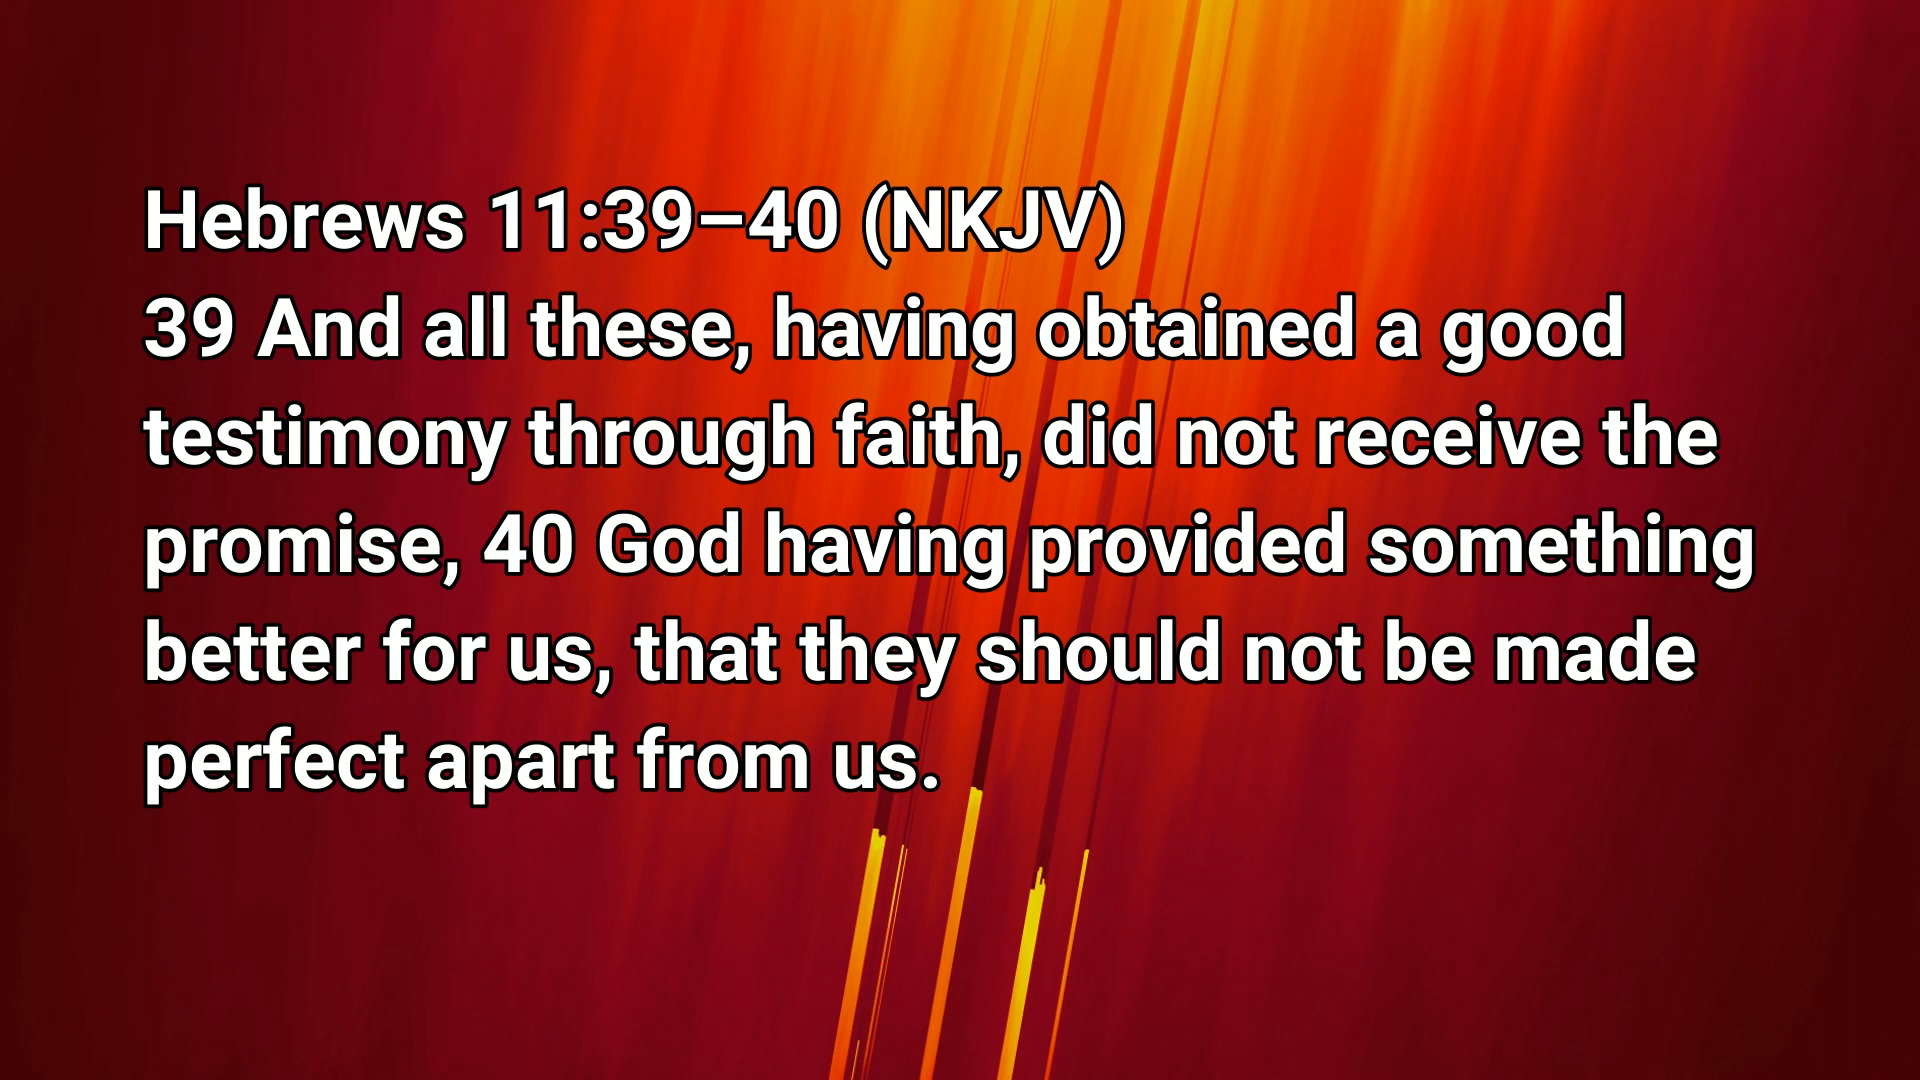 Hebrews 11:39–40 (NKJV)
39 And all these, having obtained a good
testimony through faith, did not receive the
promise, 40 God having provided something
better for us, that they should not be made
perfect apart from us.